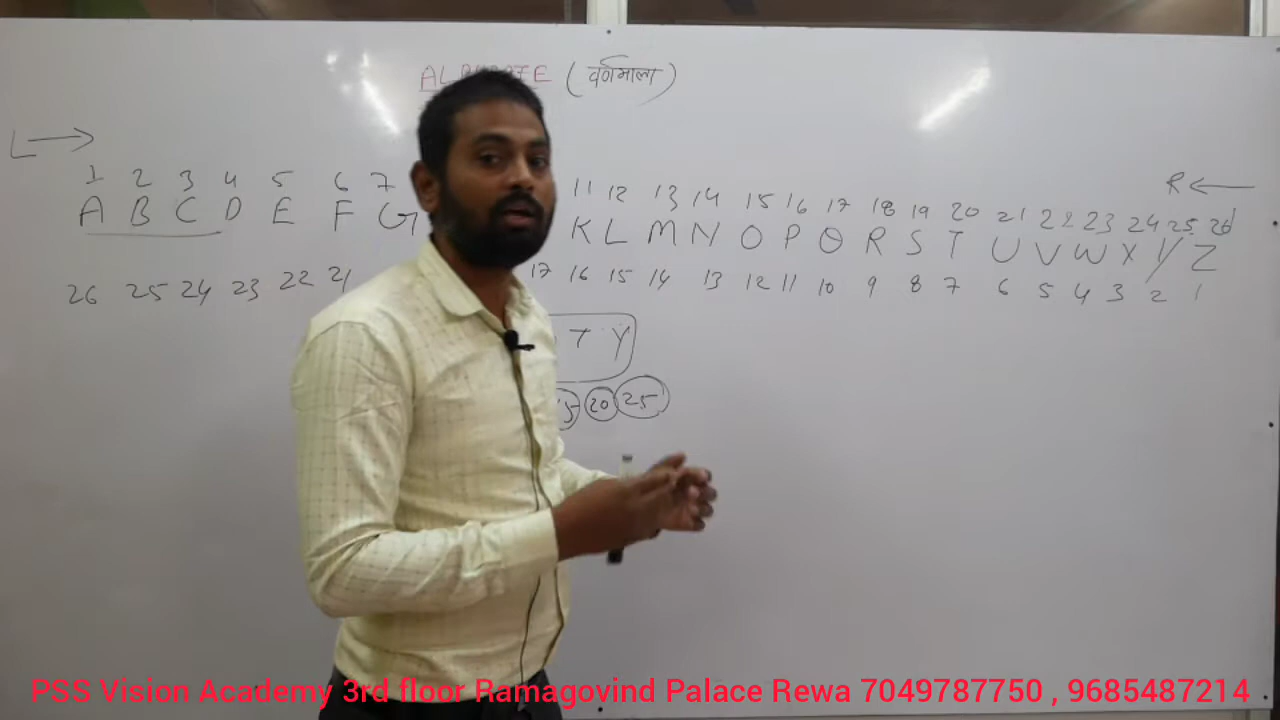 (वर्णमाला)
L →
R ←
1 2 3 4 5 6 7 11 12 13 14 15 16 17 18 19 20 21 22 23 24 25 26
A B C D E F G K L M N O P Q R S T U V W X Y Z
26 25 24 23 22 21 17 16 15 14 13 12 11 10 9 8 7 6 5 4 3 2 1
T Y
20 25
PSS Vision Academy 3rd floor Ramagovind Palace Rewa 7049787750 , 9685487214